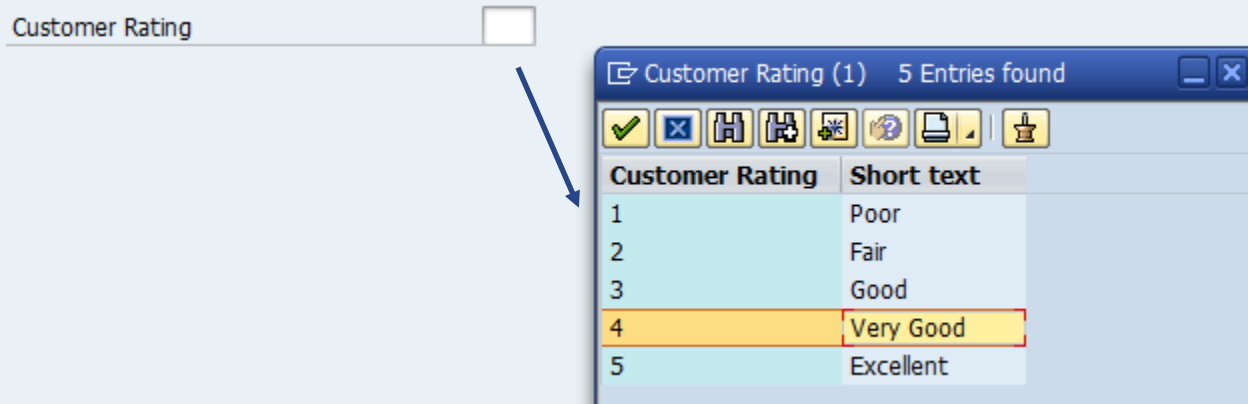 Customer Rating
Customer Rating (1) 5 Entries found
Customer Rating Short text
1 Poor
2 Fair
3 Good
4 Very Good
5 Excellent